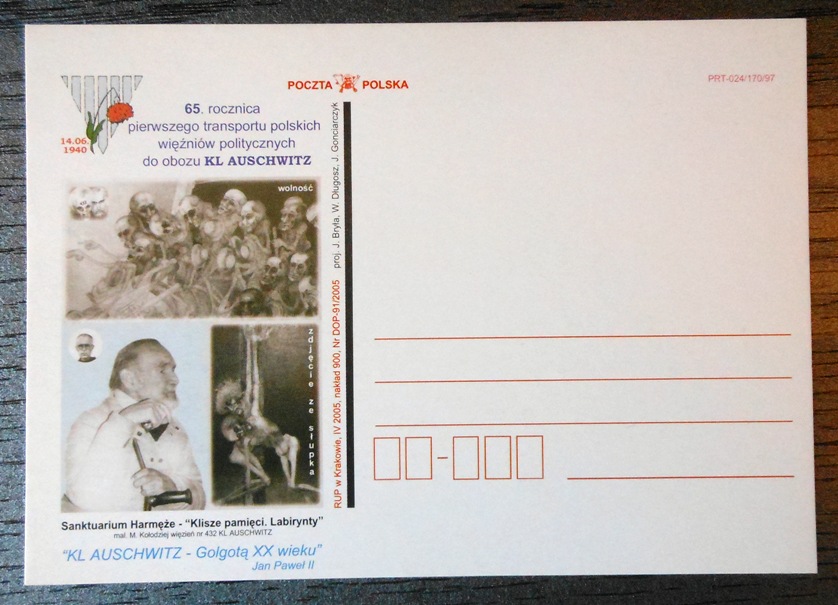 POCZTA POLSKA
PRT-024/170/97
14.06.
1940
65. rocznica
pierwszego transportu polskich
więźniów politycznych
do obozu KL AUSCHWITZ
wolność
zdjęcie ze słupka
Sanktuarium Harmęże - “Klisze pamięci. Labirynty”
mal. M. Kołodziej więzień nr 432 KL AUSCHWITZ
“KL AUSCHWITZ - Golgotą XX wieku”
Jan Paweł II
RUP w Krakowie, IV 2005, nakład 900, Nr DOP-91/2005 proj. J. Bryła, W. Długosz, J. Gonciarczyk